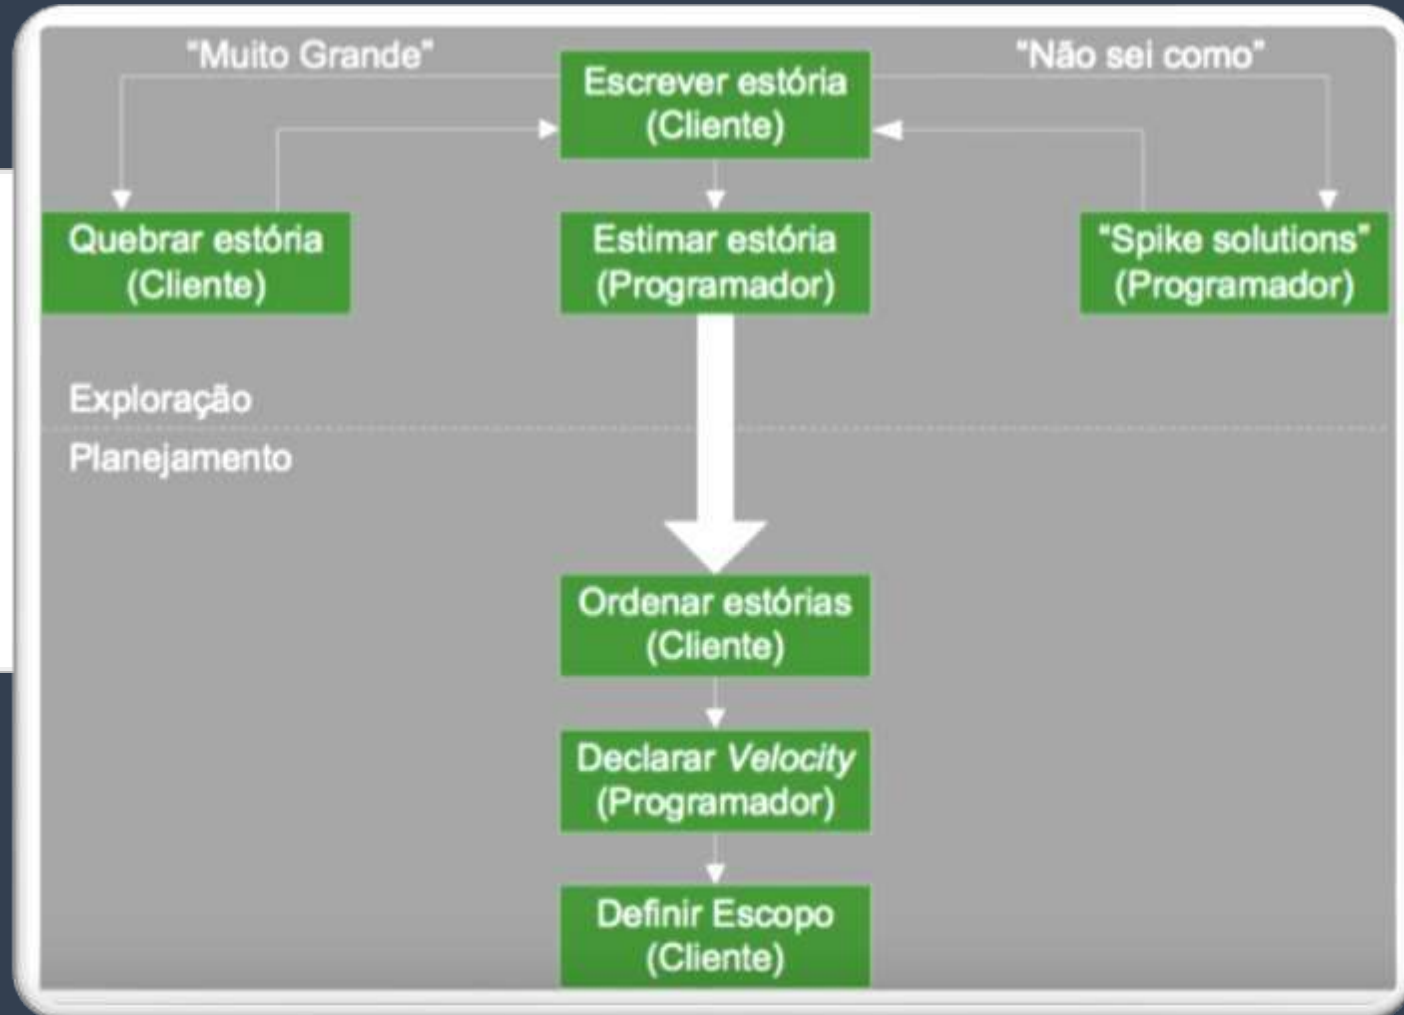 “Muito Grande”
“Não sei como”
Escrever estória
(Cliente)
Quebrar estória
(Cliente)
Estimar estória
(Programador)
“Spike solutions”
(Programador)
Exploração
Planejamento
Ordenar estórias
(Cliente)
Declarar Velocity
(Programador)
Definir Escopo
(Cliente)